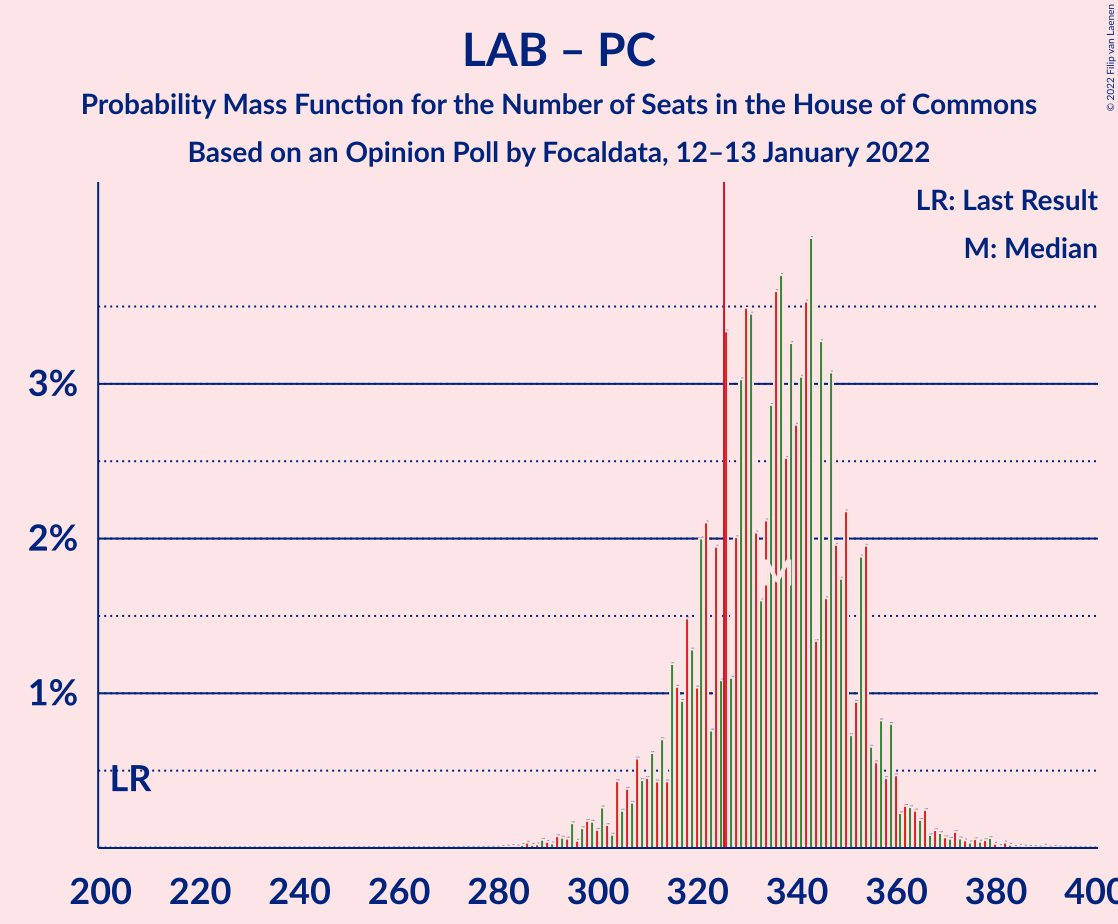 LAB – PC
Probability Mass Function for the Number of Seats in the House of Commons
Based on an Opinion Poll by Focaldata, 12–13 January 2022
© 2022 Filip van Laenen
LR: Last Result
M: Median
3%
2%
1%
M
LR
200 220 240 260 280 300 320 340 360 380 400